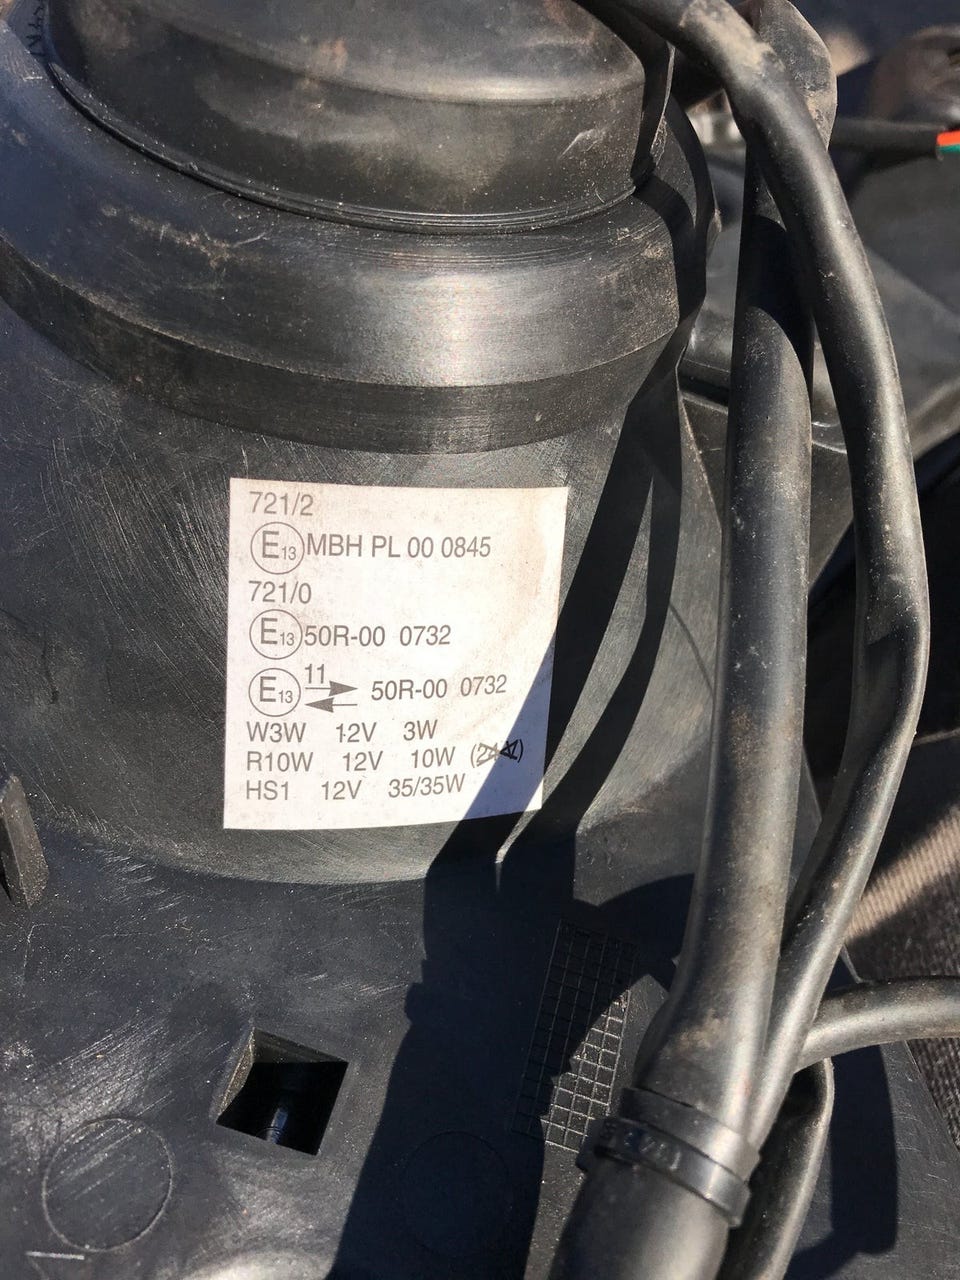 721/2
E13 MBH PL 00 0845
721/0
E13 50R-00 0732
E13 11 50R-00 0732
W3W 12V 3W
R10W 12V 10W
HS1 12V 35/35W